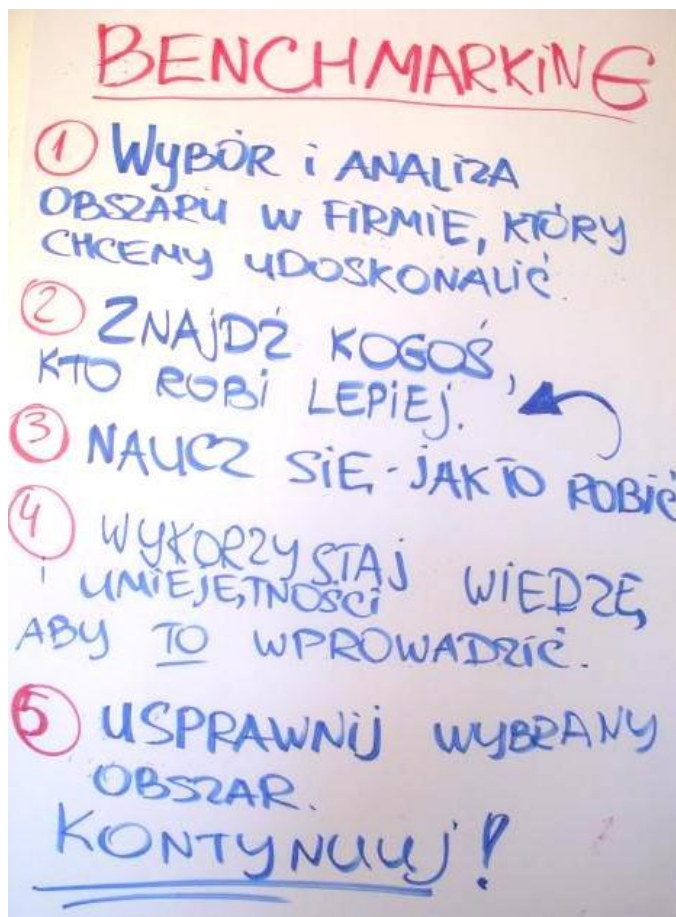 BENCHMARKING
① WYBÓR i ANALIZA
OBSZARU W FIRMIE, KTÓRY
CHCEMY UDOSKONALIĆ.
② ZNAJDŹ KOGOŚ,
KTO ROBI LEPIEJ.
③ NAUCZ SIĘ - JAK TO ROBIĆ
④ WYKORZYSTAJ WIEDZĘ
i UMIEJĘTNOŚCI
ABY TO WPROWADZIĆ.
⑤ USPRAWNIJ WYBRANY
OBSZAR.
KONTYNUUJ!